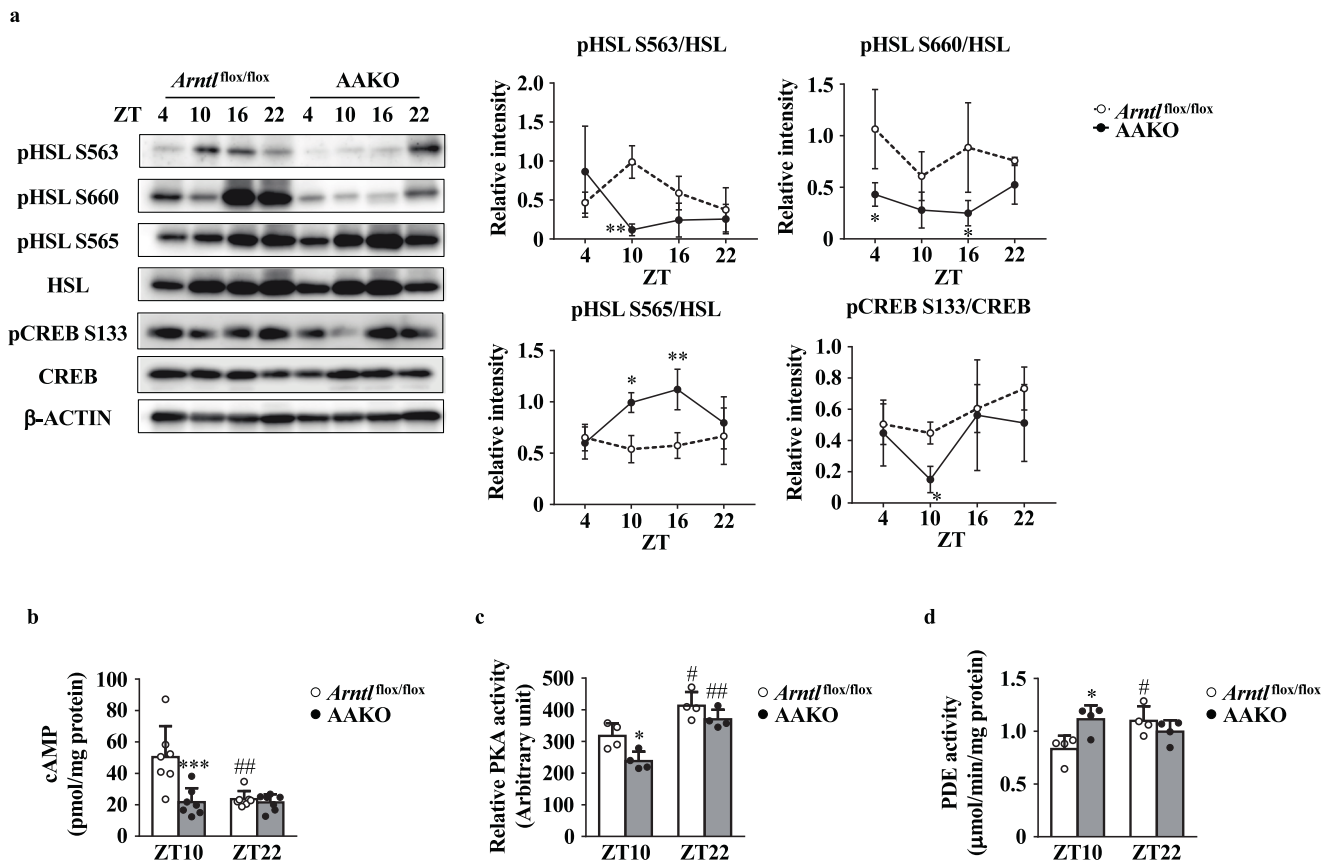 a
Arntl flox/flox AAKO
ZT 4 10 16 22 4 10 16 22
pHSL S563
pHSL S660
pHSL S565
HSL
pCREB S133
CREB
β-ACTIN
pHSL S563/HSL
Relative intensity
2.0
1.5
1.0
0.5
0
**
4 10 16 22
ZT
pHSL S660/HSL
Relative intensity
1.5
1.0
0.5
0
* *
4 10 16 22
ZT
Arntl flox/flox
AAKO
pHSL S565/HSL
Relative intensity
1.5
1.0
0.5
0
* **
4 10 16 22
ZT
pCREB S133/CREB
Relative intensity
1.0
0.8
0.6
0.4
0.2
0
*
4 10 16 22
ZT
b
cAMP
(pmol/mg protein)
100
80
60
40
20
0
*** ##
ZT10 ZT22
Arntl flox/flox
AAKO
c
Relative PKA activity
(Arbitrary unit)
500
400
300
200
100
0
* # ##
ZT10 ZT22
Arntl flox/flox
AAKO
d
PDE activity
(μmol/min/mg protein)
1.5
1.0
0.5
0
* #
ZT10 ZT22
Arntl flox/flox
AAKO